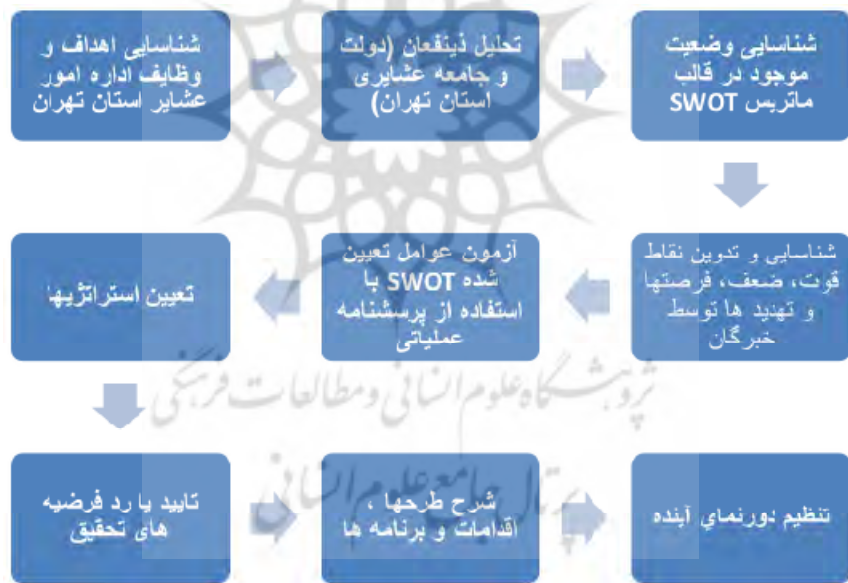 شناسایی اهداف و
وظایف اداره امور
عشایر استان تهران
تحلیل ذینفعان (دولت
و جامعه عشایری
استان تهران)
شناسایی وضعیت
موجود در قالب
ماتریس SWOT
شناسایی و تدوین نقاط
قوت، ضعف، فرصتها
و تهدید ها توسط
خبرگان
آزمون عوامل تعیین
شده SWOT با
استفاده از پرسشنامه
عملیاتی
تعیین استراتژیها
تایید یا رد فرضیه
های تحقیق
شرح طرحها ،
اقدامات و برنامه ها
تنظیم دورنمای آینده
پژوهشگاه علوم انسانی و مطالعات فرهنگی
پرتال جامع علوم انسانی